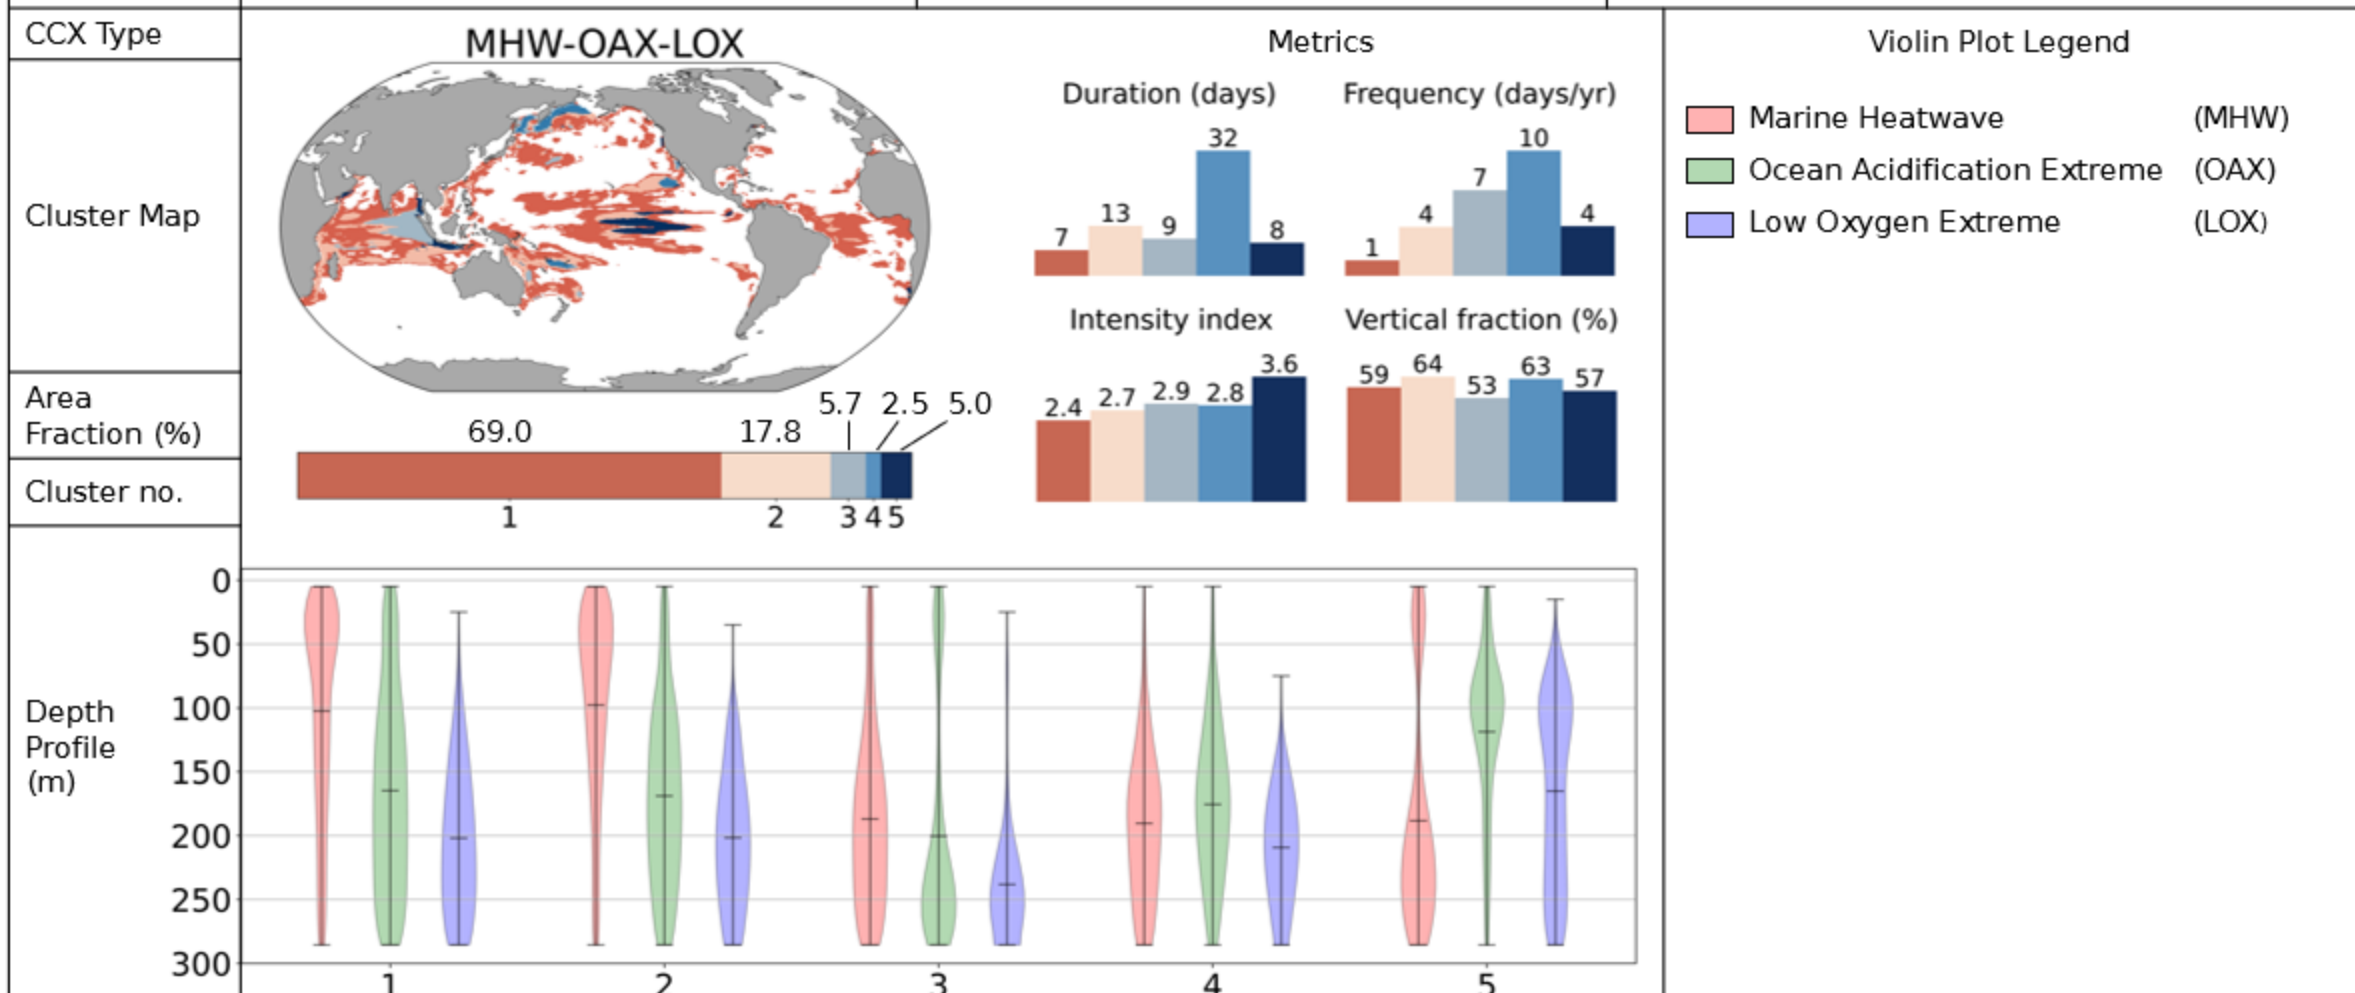 CCX Type
MHW-OAX-LOX
Metrics
Violin Plot Legend
Duration (days)
Frequency (days/yr)
7 13 9 32 8
1 4 7 10 4
Marine Heatwave (MHW)
Ocean Acidification Extreme (OAX)
Low Oxygen Extreme (LOX)
Cluster Map
Intensity index
Vertical fraction (%)
2.4 2.7 2.9 2.8 3.6
59 64 53 63 57
Area
Fraction (%)
69.0 17.8 5.7 2.5 5.0
Cluster no.
1 2 3 4 5
Depth
Profile
(m)
0
50
100
150
200
250
300
1 2 3 4 5